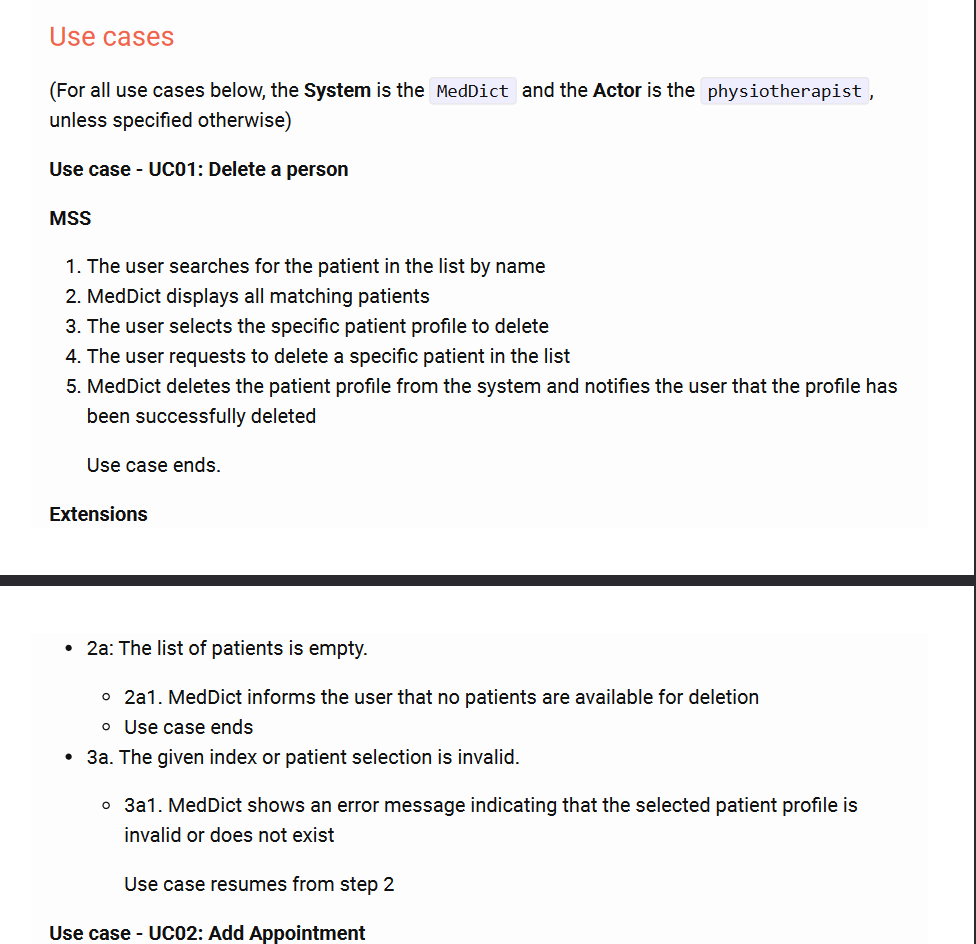 Use cases
(For all use cases below, the System is the MedDict and the Actor is the physiotherapist,
unless specified otherwise)
Use case - UC01: Delete a person
MSS
1. The user searches for the patient in the list by name
2. MedDict displays all matching patients
3. The user selects the specific patient profile to delete
4. The user requests to delete a specific patient in the list
5. MedDict deletes the patient profile from the system and notifies the user that the profile has
been successfully deleted
Use case ends.
Extensions
• 2a: The list of patients is empty.
◦ 2a1. MedDict informs the user that no patients are available for deletion
◦ Use case ends
• 3a. The given index or patient selection is invalid.
◦ 3a1. MedDict shows an error message indicating that the selected patient profile is
invalid or does not exist
Use case resumes from step 2
Use case - UC02: Add Appointment